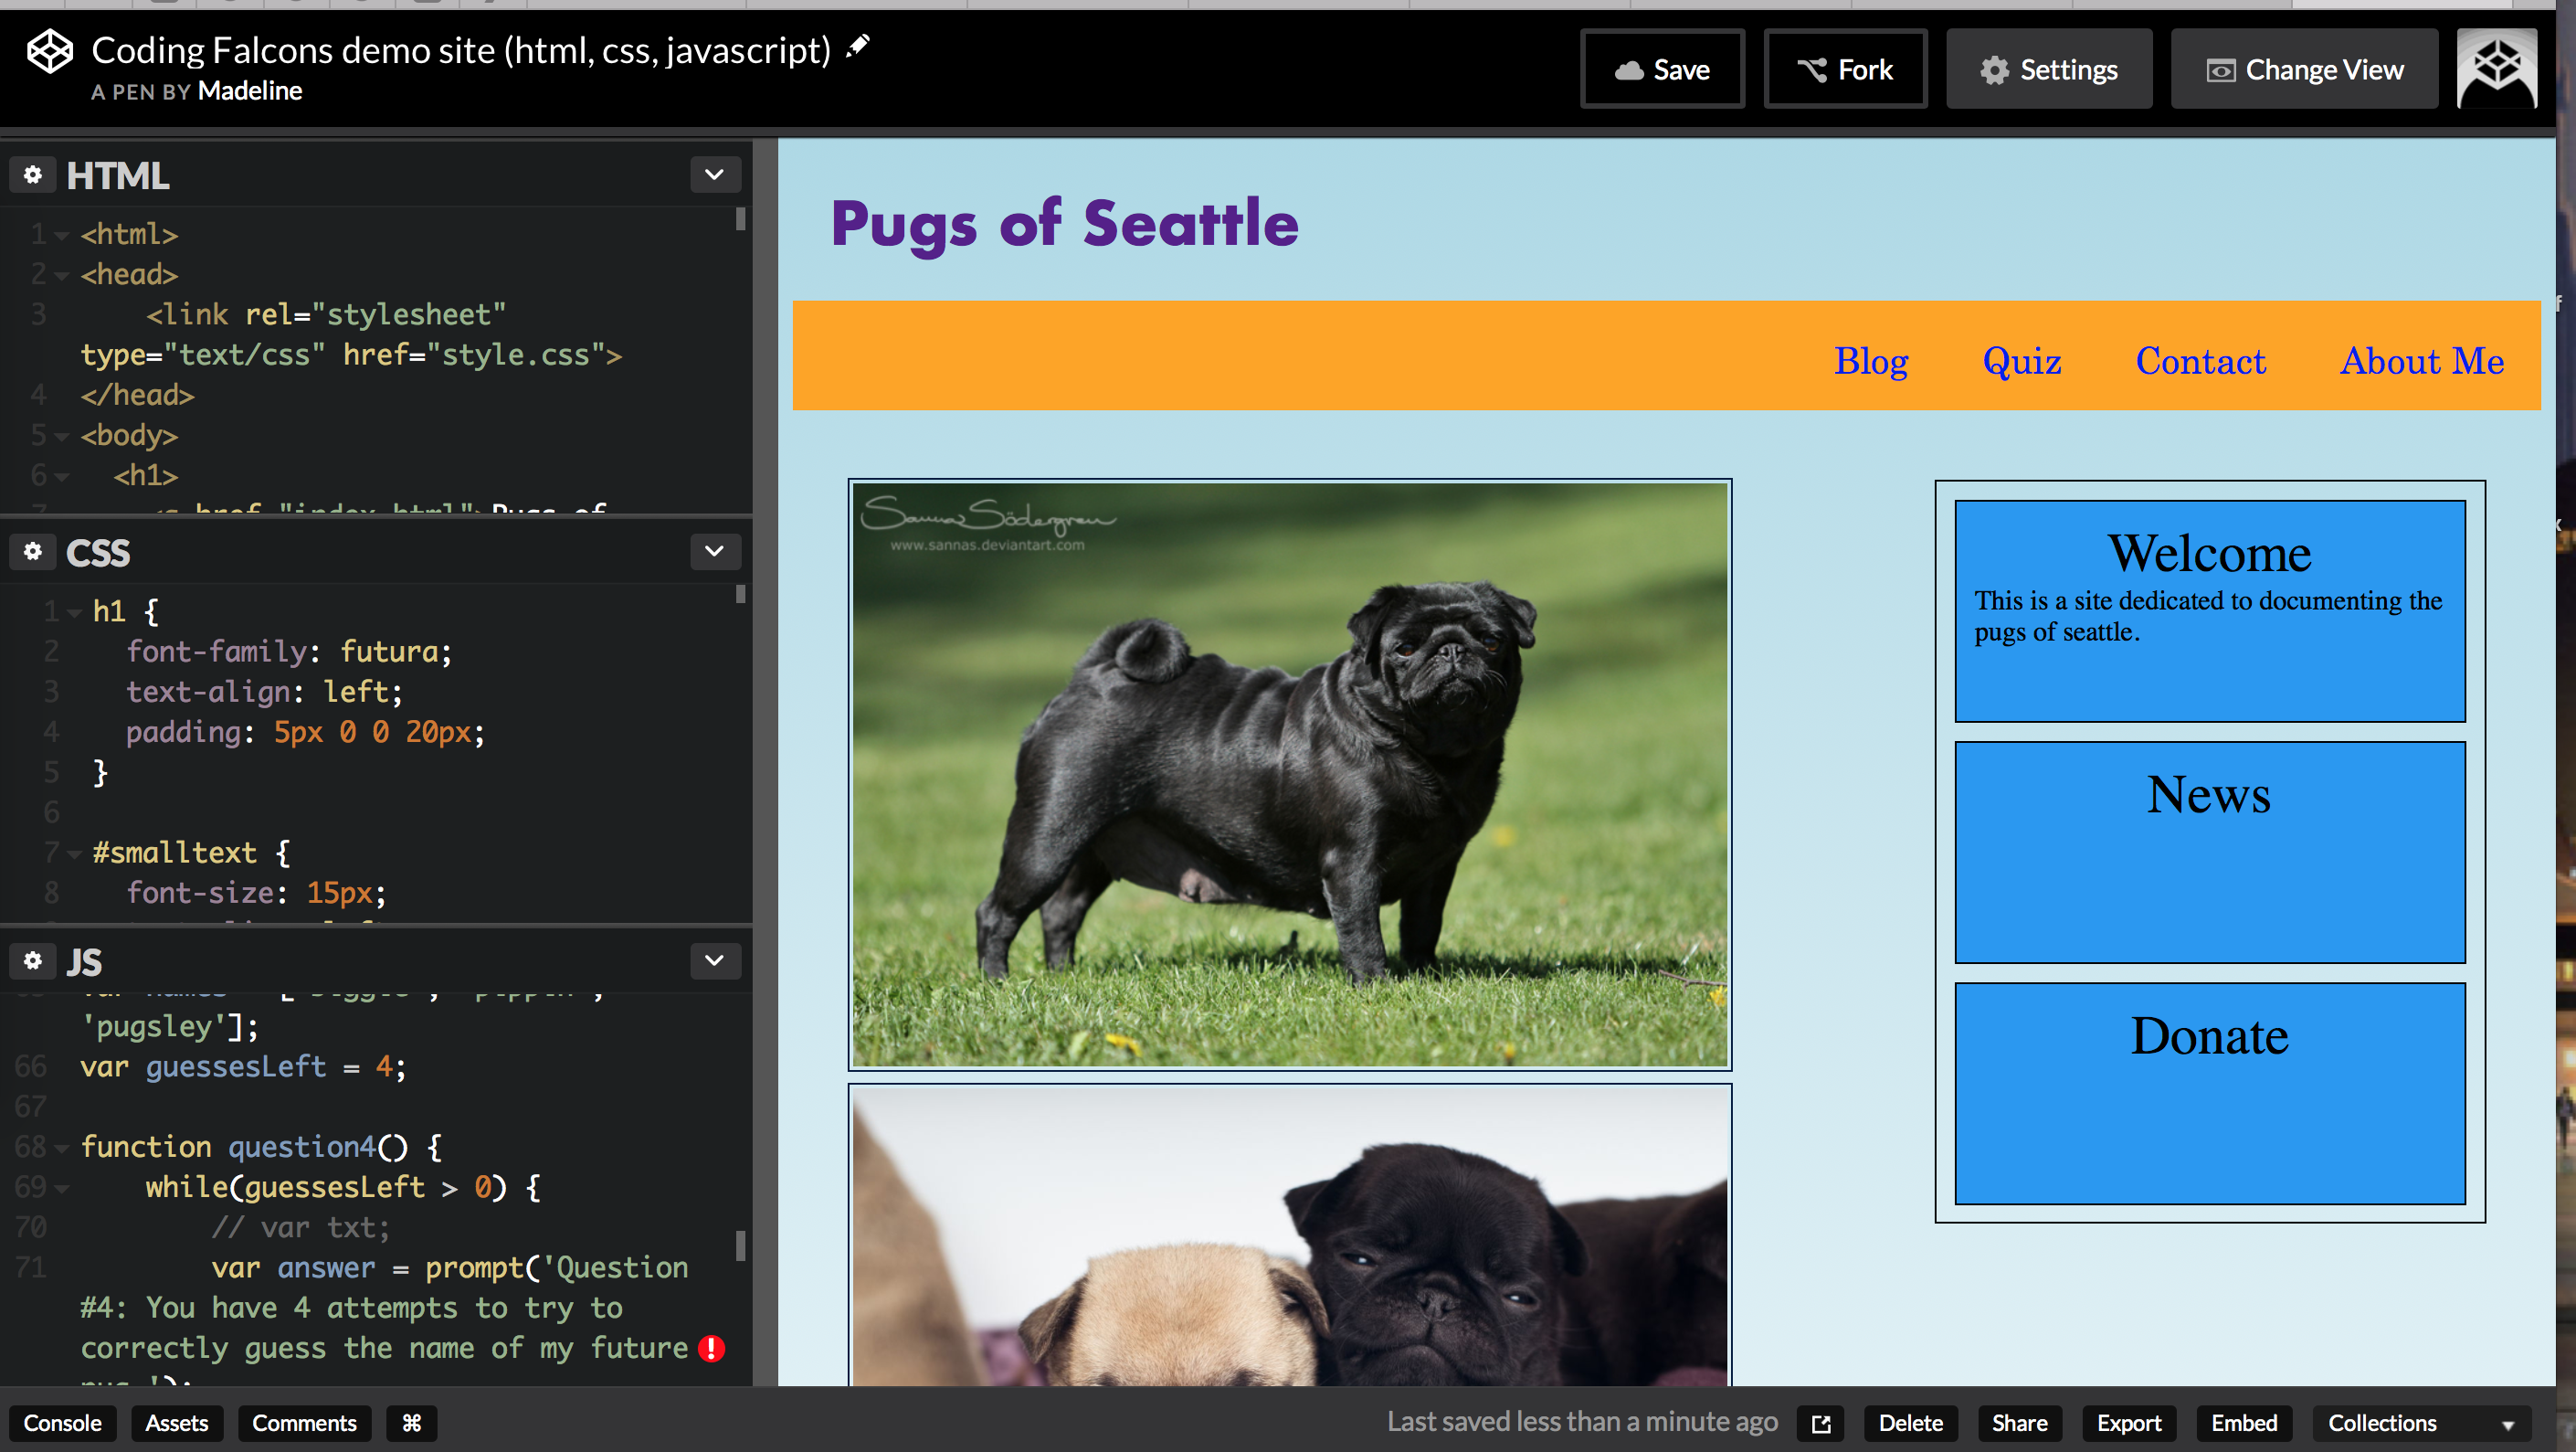 Coding Falcons demo site (html, css, javascript)
A PEN BY Madeline
Save
Fork
Settings
Change View
HTML
1 <html>
2 <head>
3 <link rel="stylesheet"
type="text/css" href="style.css">
4 </head>
5 <body>
6 <h1>
7 <a href="index.html">Pugs of
CSS
1 h1 {
2 font-family: futura;
3 text-align: left;
4 padding: 5px 0 0 20px;
5 }
6
7 #smalltext {
8 font-size: 15px;
JS
'pugsley'];
66 var guessesLeft = 4;
67
68 function question4() {
69 while(guessesLeft > 0) {
70 // var txt;
71 var answer = prompt('Question
#4: You have 4 attempts to try to
correctly guess the name of my future
Pugs of Seattle
Blog Quiz Contact About Me
Sanna Södergren
www.sannas.deviantart.com
Welcome
This is a site dedicated to documenting the
pugs of seattle.
News
Donate
Console
Assets
Comments
⌘
Last saved less than a minute ago
Delete
Share
Export
Embed
Collections